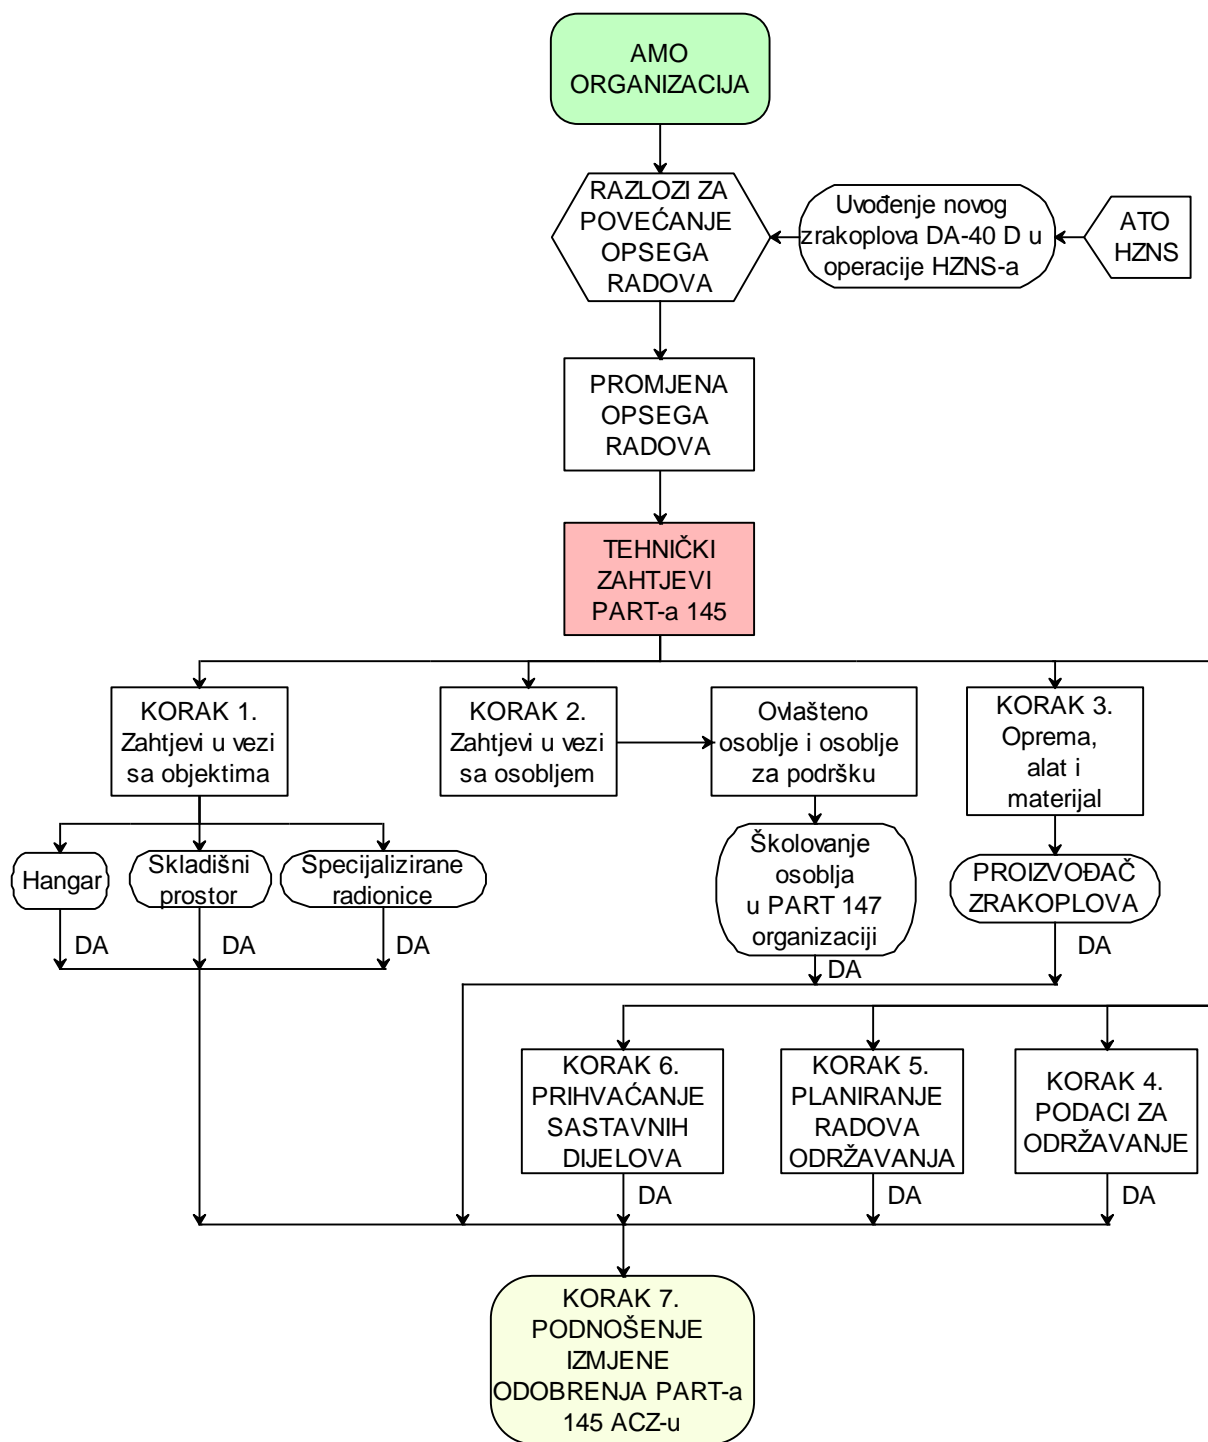 AMO
ORGANIZACIJA
RAZLOZI ZA
POVEĆANJE
OPSEGA
RADOVA
Uvođenje novog
zrakoplova DA-40 D u
operacije HZNS-a
ATO
HZNS
PROMJENA
OPSEGA
RADOVA
TEHNIČKI
ZAHTJEVI
PART-a 145
KORAK 1.
Zahtjevi u vezi
sa objektima
KORAK 2.
Zahtjevi u vezi
sa osobljem
Ovlašteno
osoblje i osoblje
za podršku
KORAK 3.
Oprema,
alat i
materijal
Hangar
Skladišni
prostor
Specijalizirane
radionice
Školovanje
osoblja
u PART 147
organizaciji
PROIZVOĐAČ
ZRAKOPLOVA
DA
DA
DA
DA
DA
KORAK 6.
PRIHVAĆANJE
SASTAVNIH
DIJELOVA
KORAK 5.
PLANIRANJE
RADOVA
ODRŽAVANJA
KORAK 4.
PODACI ZA
ODRŽAVANJE
DA
DA
DA
KORAK 7.
PODNOŠENJE
IZMJENE
ODOBRENJA PART-a
145 ACZ-u